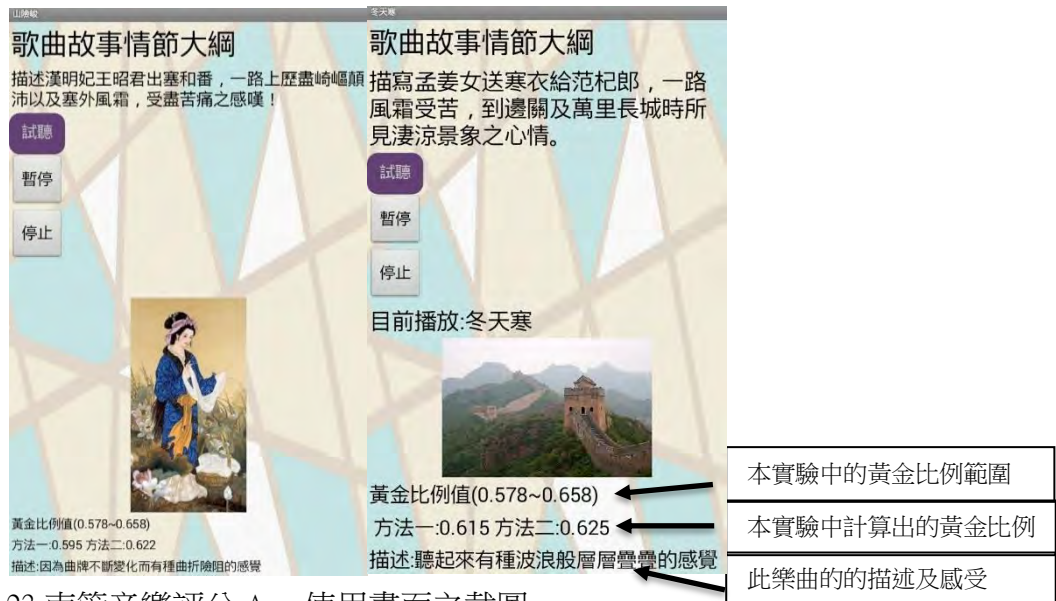 山險峻
歌曲故事情節大綱
描述漢明妃王昭君出塞和番，一路上歷盡崎嶇顛
沛以及塞外風霜，受盡苦痛之感嘆！
試聽
暫停
停止
黃金比例值(0.578~0.658)
方法一:0.595 方法二:0.622
描述:因為曲牌不斷變化而有種曲折險阻的感覺
冬天寒
歌曲故事情節大綱
描寫孟姜女送寒衣給范杞郎，一路
風霜受苦，到邊關及萬里長城時所
見淒涼景象之心情。
試聽
暫停
停止
目前播放:冬天寒
黃金比例值(0.578~0.658)
方法一:0.615 方法二:0.625
描述:聽起來有種波浪般層層疊疊的感覺
本實驗中的黃金比例範圍
本實驗中計算出的黃金比例
此樂曲的的描述及感受